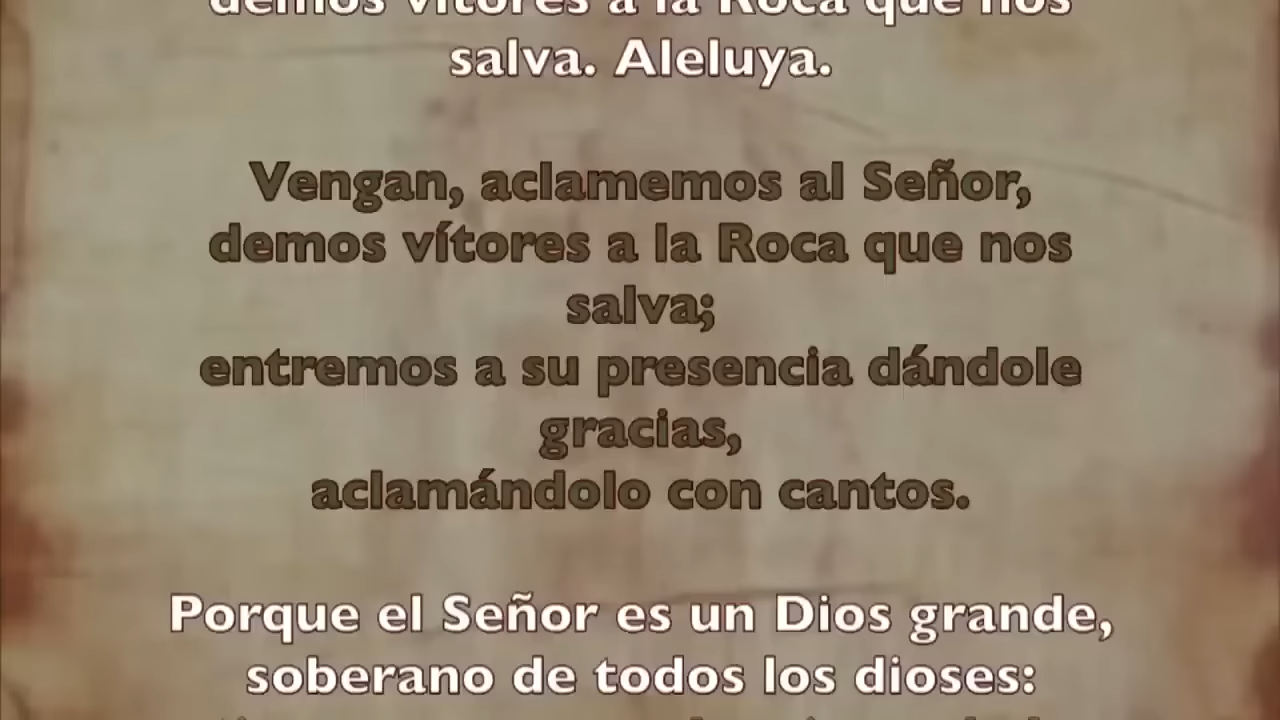 demos vítores a la Roca que nos
salva. Aleluya.
Vengan, aclamemos al Señor,
demos vítores a la Roca que nos
salva;
entremos a su presencia dándole
gracias,
aclamándolo con cantos.
Porque el Señor es un Dios grande,
soberano de todos los dioses: